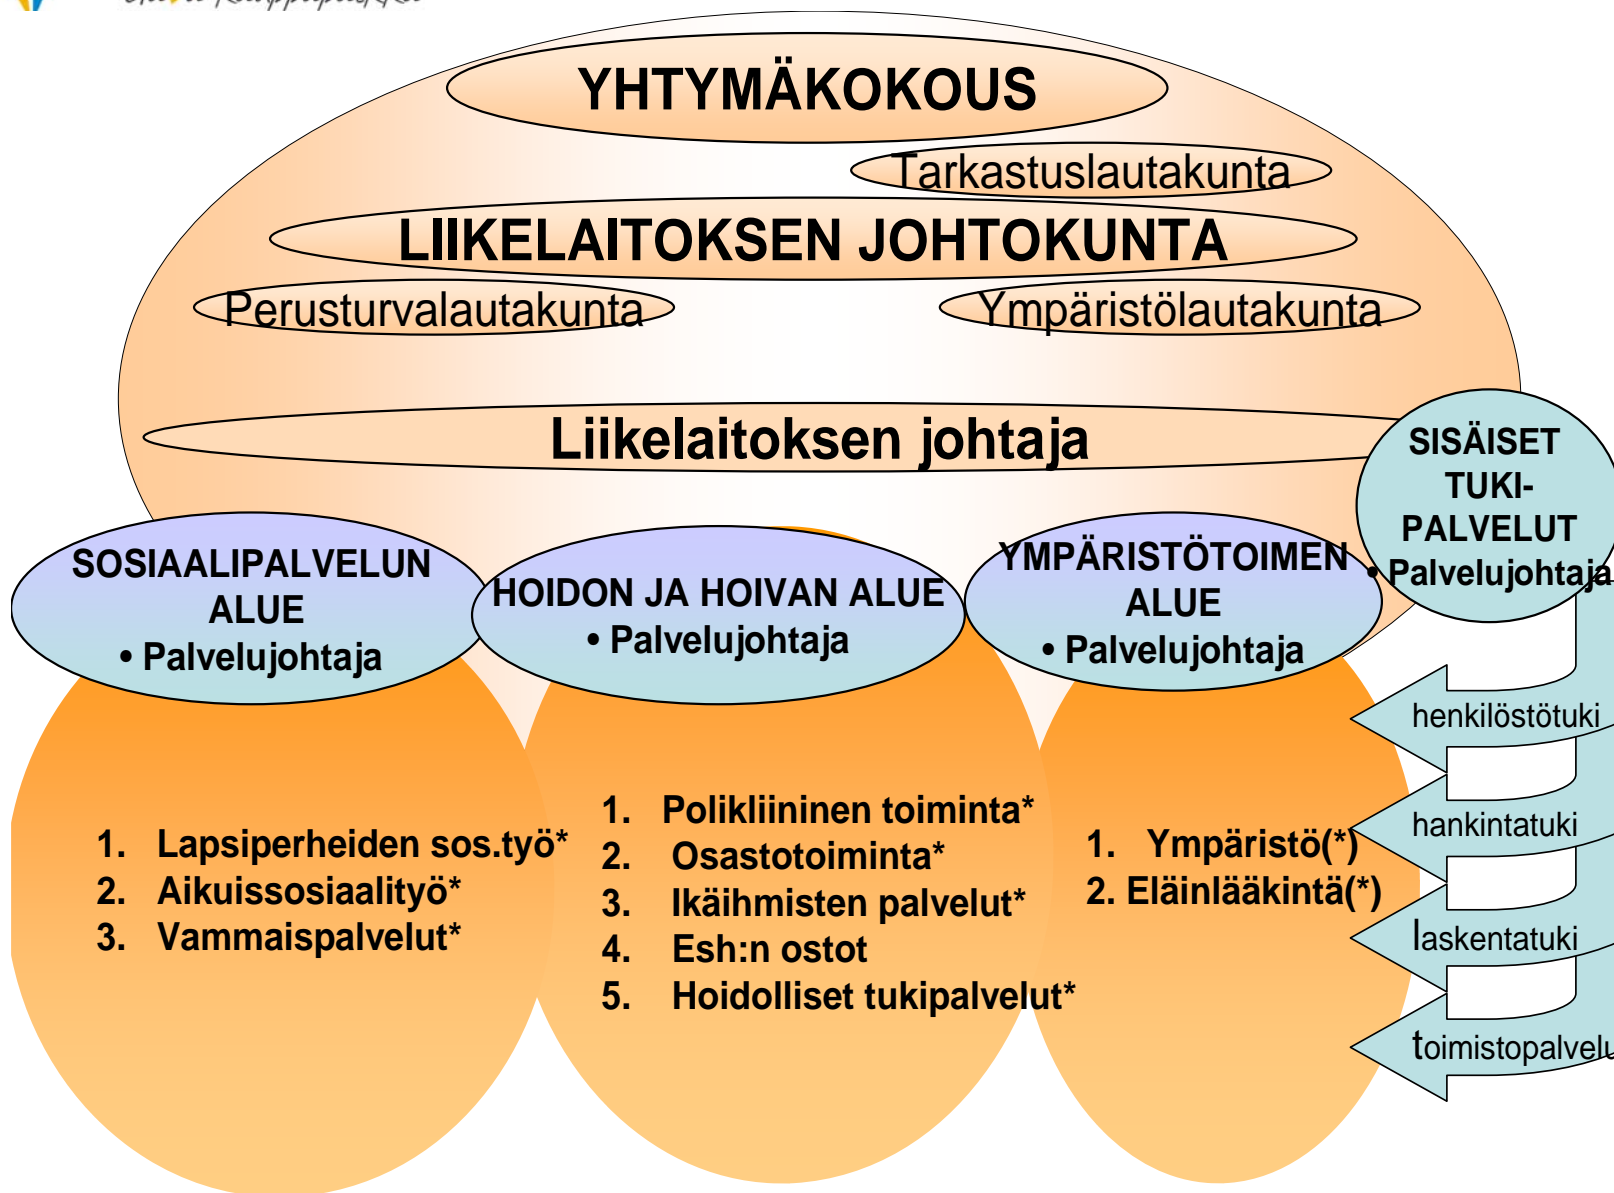 YHTYMÄKOKOUS
Tarkastuslautakunta
LIIKELAITOKSEN JOHTOKUNTA
Perusturvalautakunta
Ympäristölautakunta
Liikelaitoksen johtaja
SISÄISET
TUKI-
PALVELUT
• Palvelujohtaja
SOSIAALIPALVELUN
ALUE
• Palvelujohtaja
HOIDON JA HOIVAN ALUE
• Palvelujohtaja
YMPÄRISTÖTOIMEN
ALUE
• Palvelujohtaja
1. Lapsiperheiden sos.työ*
2. Aikuissosiaalityö*
3. Vammaispalvelut*
1. Polikliininen toiminta*
2. Osastotoiminta*
3. Ikäihmisten palvelut*
4. Esh:n ostot
5. Hoidolliset tukipalvelut*
1. Ympäristö(*)
2. Eläinlääkintä(*)
henkilöstötuki
hankintatuki
laskentatuki
toimistopalvelu